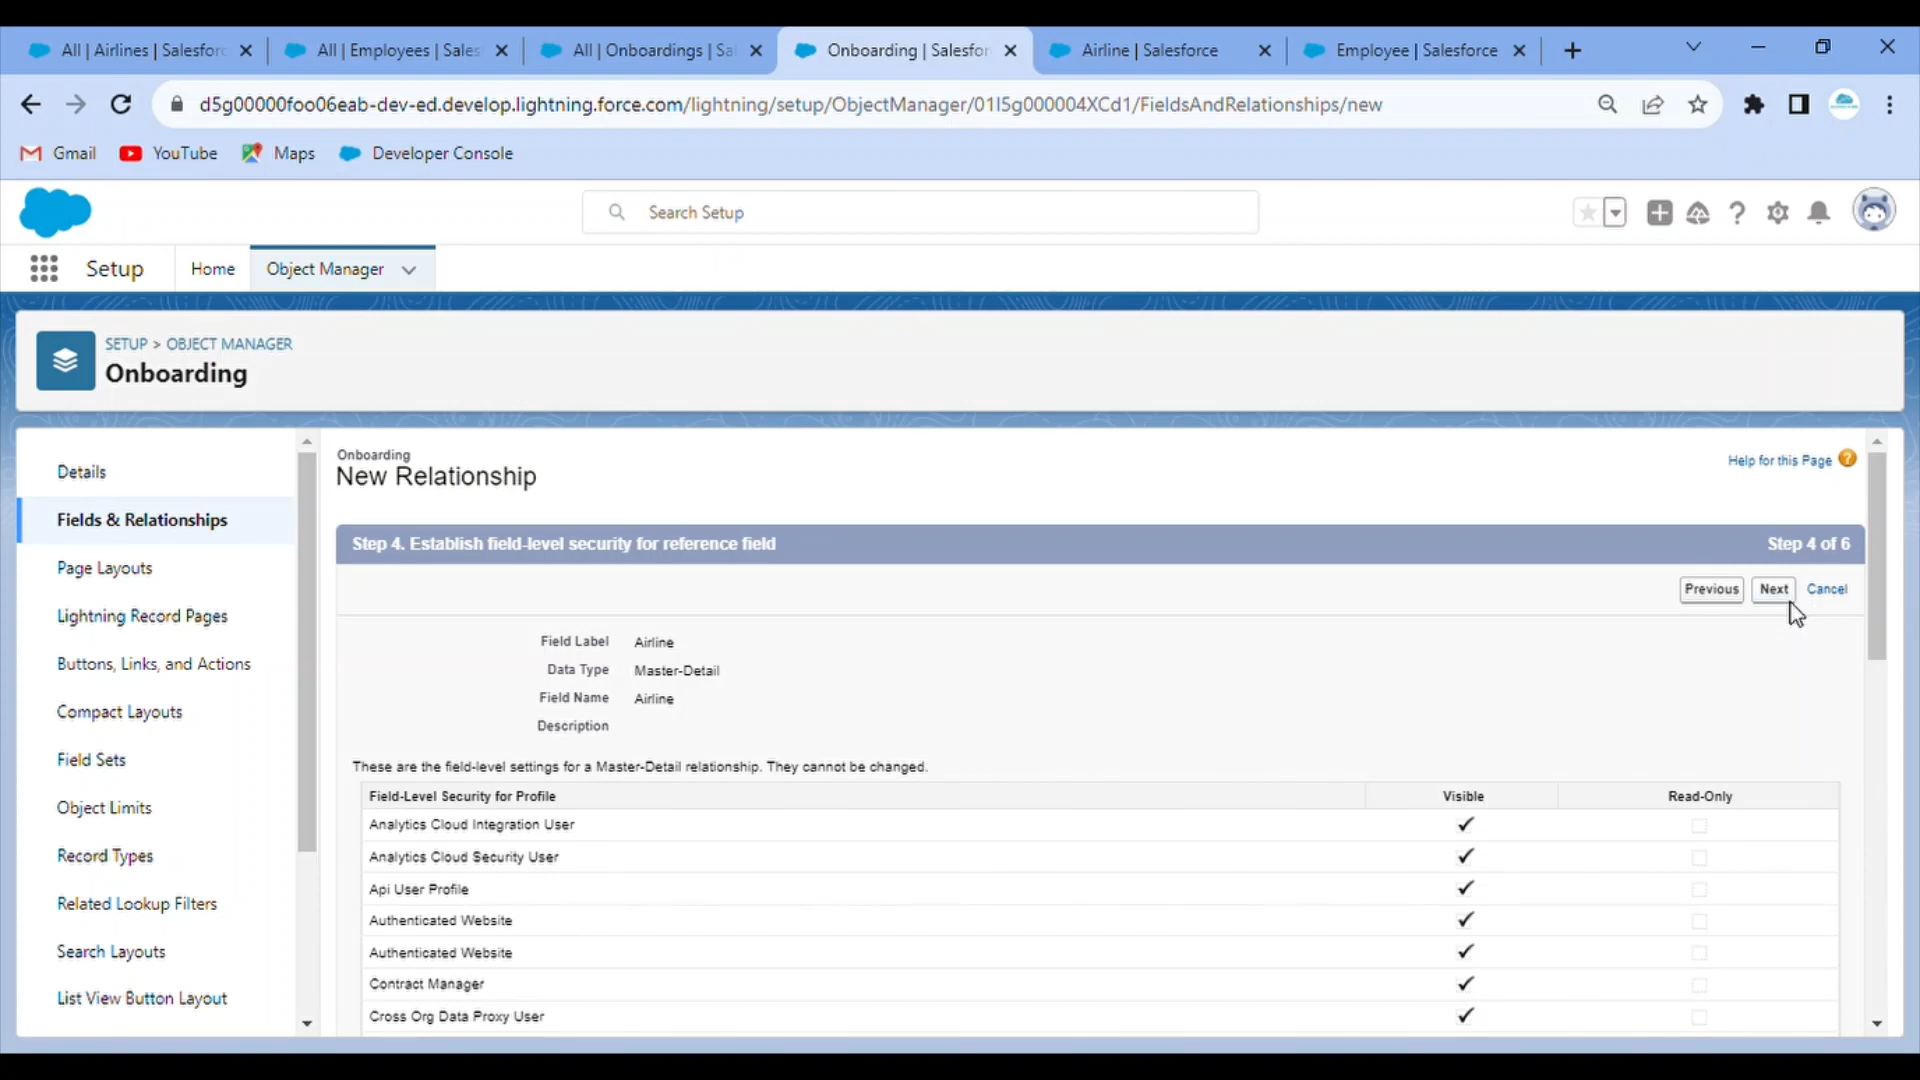 All | Airlines | Salesforc
All | Employees | Sales
All | Onboardings | Sal
Onboarding | Salesfor
Airline | Salesforce
Employee | Salesforce
d5g00000foo06eab-dev-ed.develop.lightning.force.com/lightning/setup/ObjectManager/01I5g000004XCd1/FieldsAndRelationships/new
Gmail
YouTube
Maps
Developer Console
Search Setup
Setup
Home
Object Manager
SETUP > OBJECT MANAGER
Onboarding
Details
Fields & Relationships
Page Layouts
Lightning Record Pages
Buttons, Links, and Actions
Compact Layouts
Field Sets
Object Limits
Record Types
Related Lookup Filters
Search Layouts
List View Button Layout
Onboarding
New Relationship
Help for this Page ?
Step 4. Establish field-level security for reference field
Step 4 of 6
Previous Next Cancel
Field Label Airline
Data Type Master-Detail
Field Name Airline
Description
These are the field-level settings for a Master-Detail relationship. They cannot be changed.
Field-Level Security for Profile Visible Read-Only
Analytics Cloud Integration User
Analytics Cloud Security User
Api User Profile
Authenticated Website
Authenticated Website
Contract Manager
Cross Org Data Proxy User